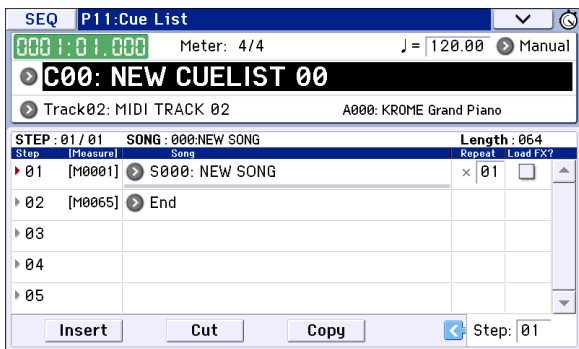 SEQ P11:Cue List
0001:01.000 Meter: 4/4 ♩= 120.00 Manual
C00: NEW CUELIST 00
Track02: MIDI TRACK 02 A000: KROME Grand Piano
STEP : 01/01 SONG : 000:NEW SONG Length : 064
Step [Measure] Song Repeat Load FX?
01 [M0001] S000: NEW SONG × 01
02 [M0065] End
03
04
05
Insert Cut Copy Step: 01